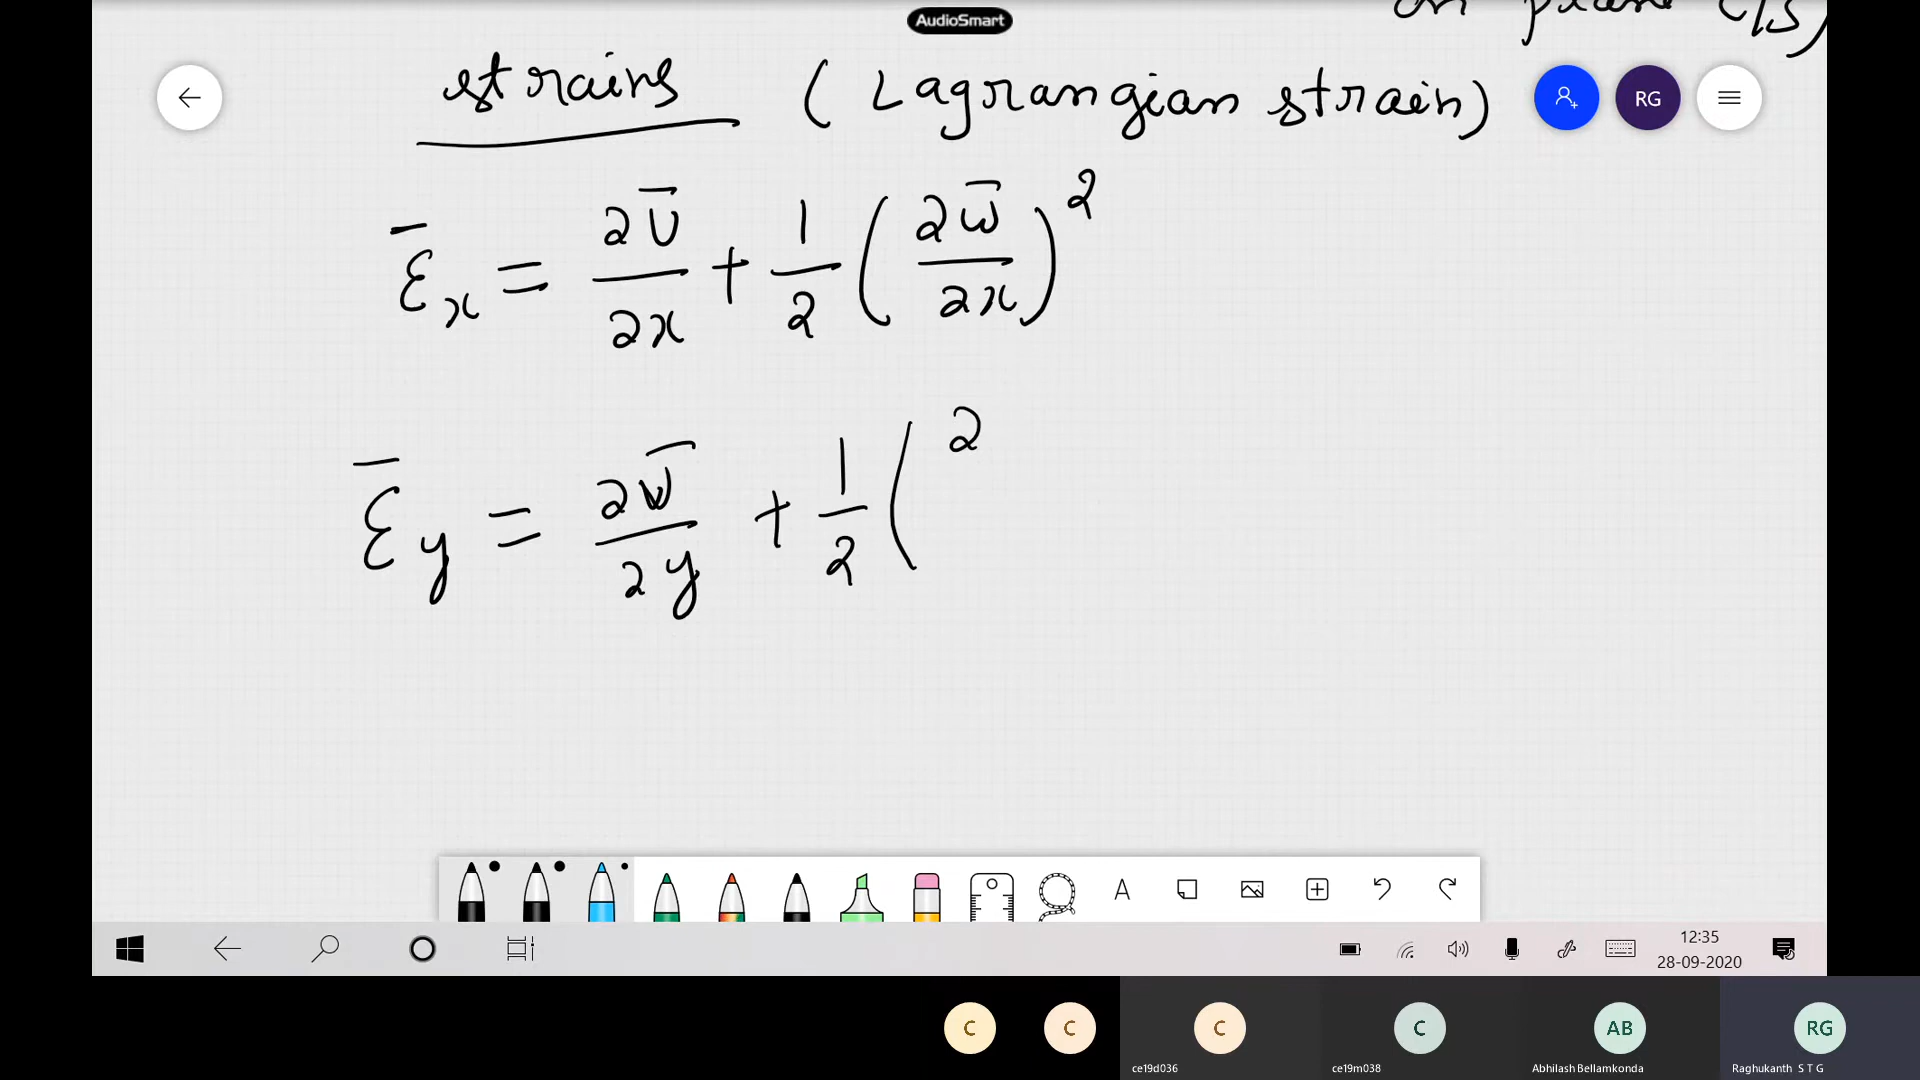 AudioSmart
strains (Lagrangian strain)
RG
ε̄x = ∂Ū/∂x + 1/2 (∂w̄/∂x)²
ε̄y = ∂v̄/∂y + 1/2 ( ∂
A
12:35
28-09-2020
C
C
C
C
AB
RG
ce19d036
ce19m038
Abhilash Bellamkonda
Raghukanth S T G